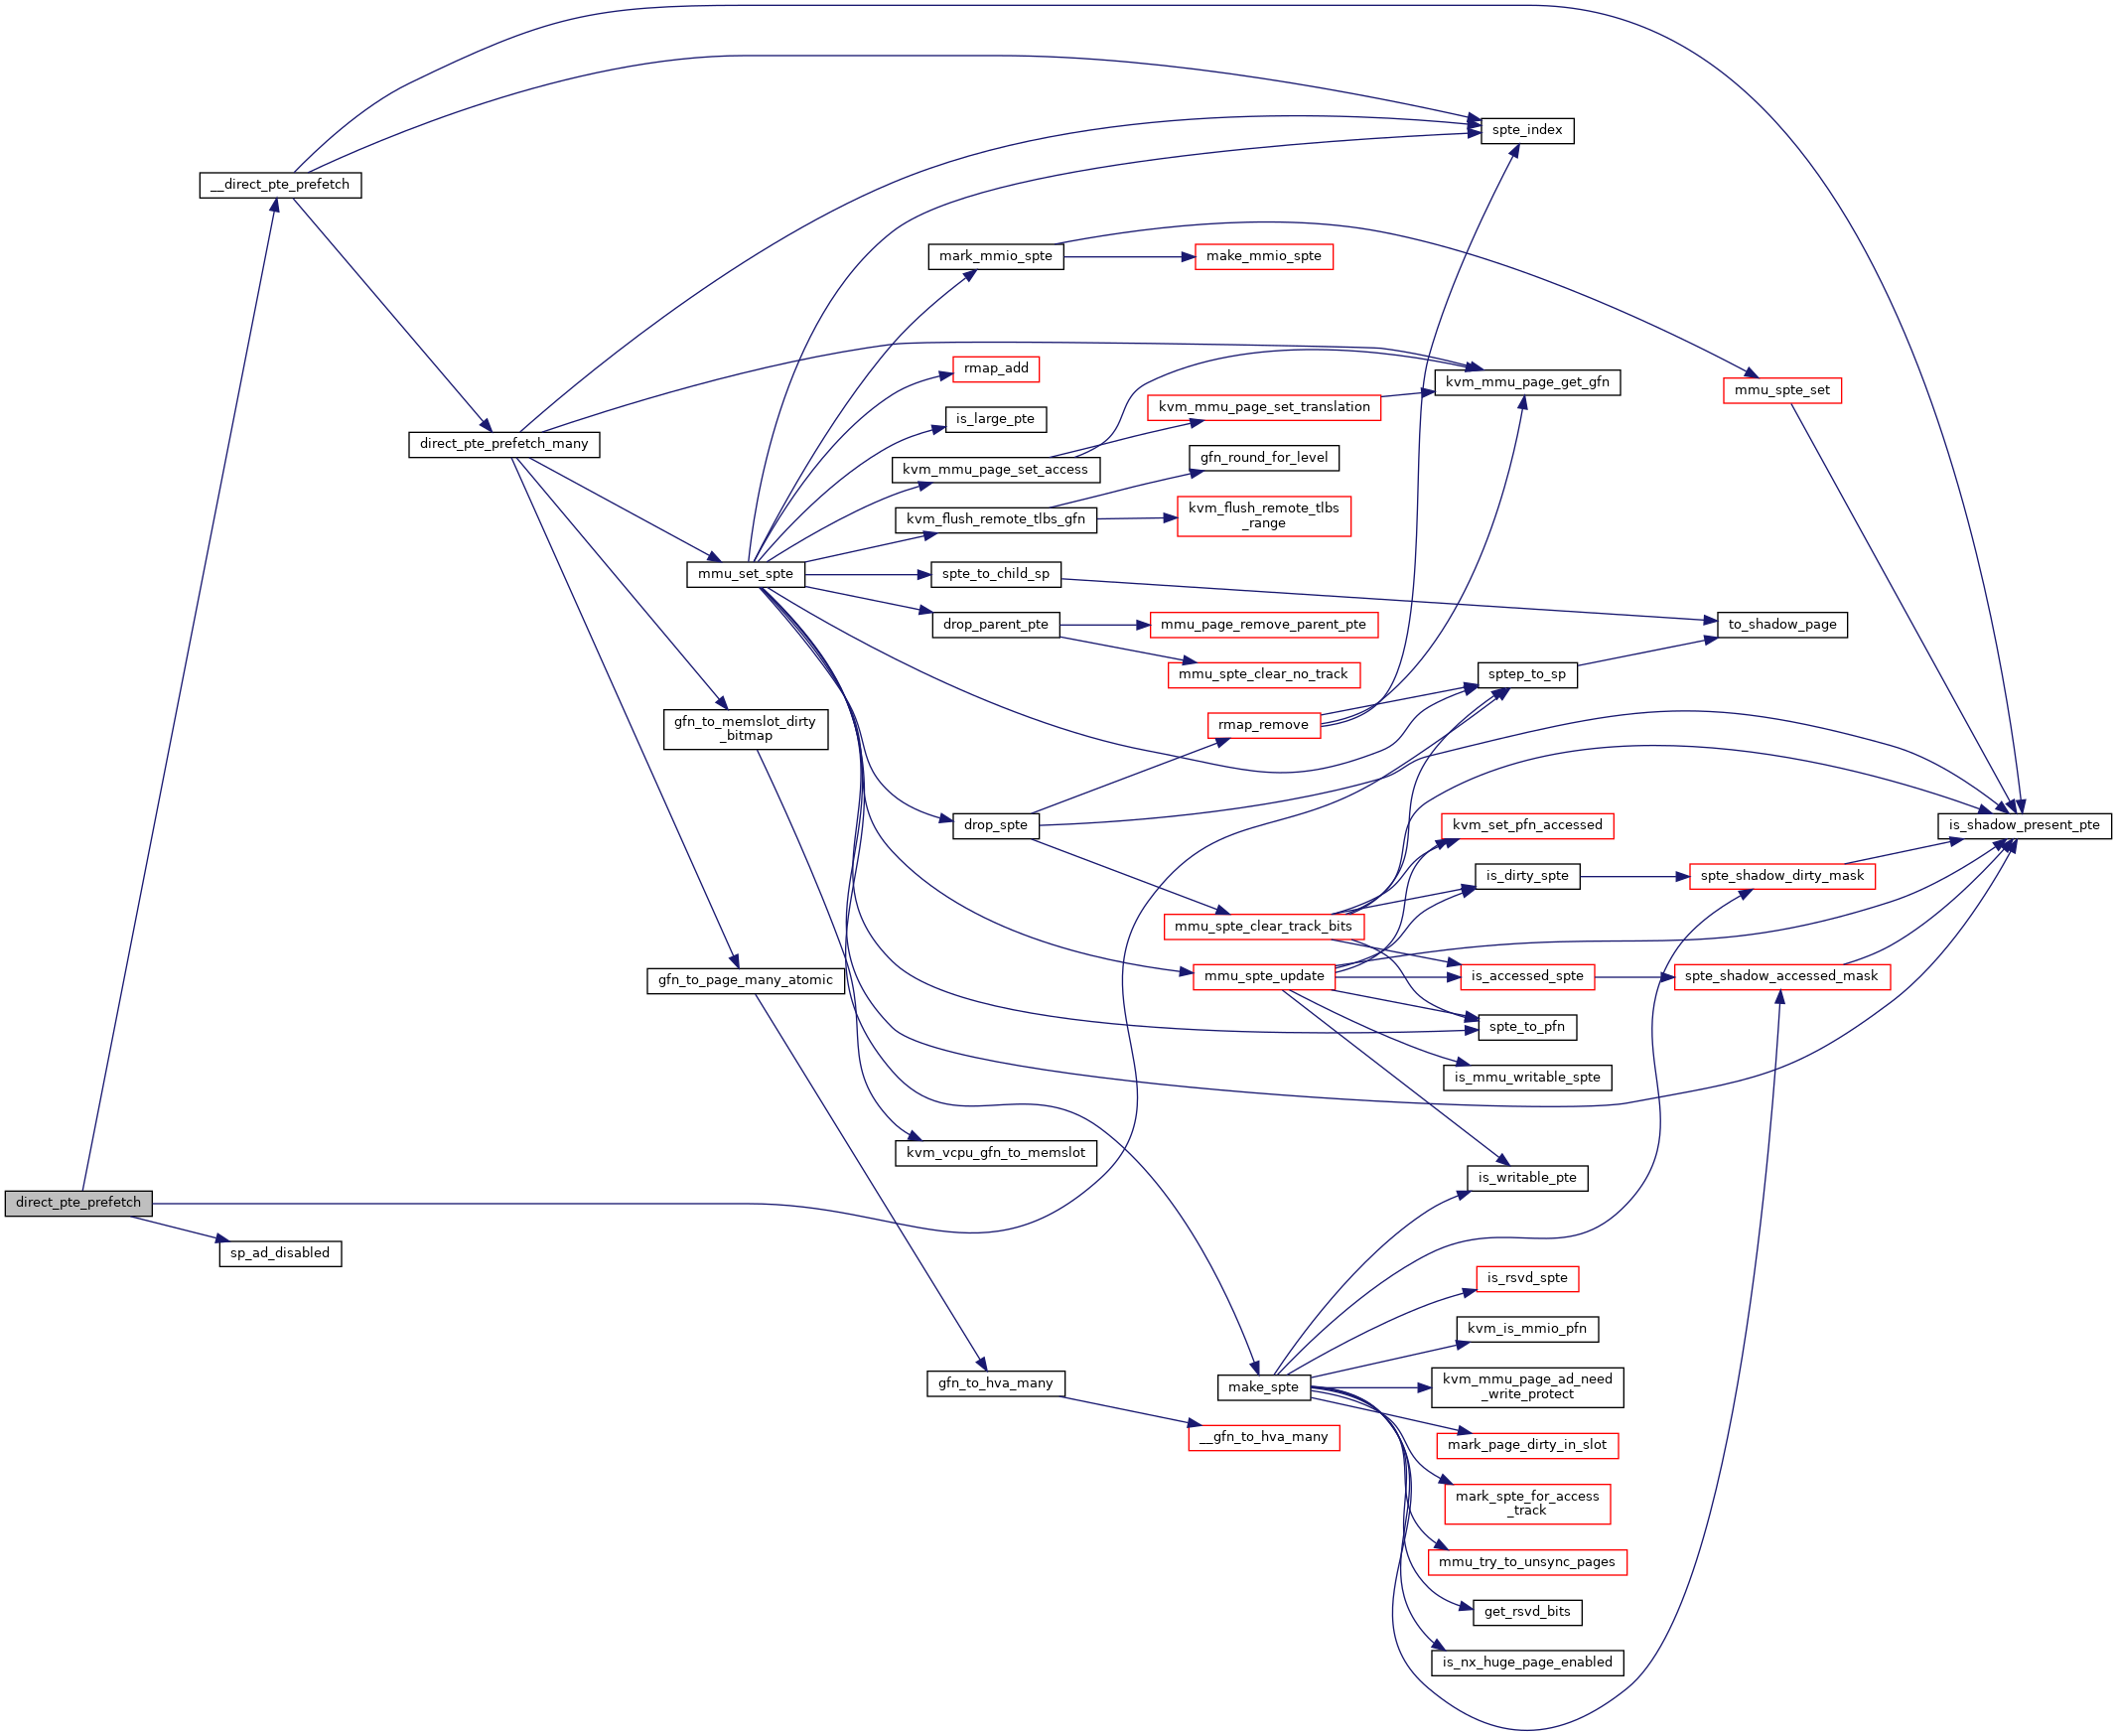 spte_index
__direct_pte_prefetch
mark_mmio_spte
make_mmio_spte
rmap_add
kvm_mmu_page_get_gfn
mmu_spte_set
kvm_mmu_page_set_translation
is_large_pte
direct_pte_prefetch_many
gfn_round_for_level
kvm_mmu_page_set_access
kvm_flush_remote_tlbs
_range
kvm_flush_remote_tlbs_gfn
mmu_set_spte
spte_to_child_sp
drop_parent_pte
mmu_page_remove_parent_pte
to_shadow_page
mmu_spte_clear_no_track
sptep_to_sp
gfn_to_memslot_dirty
_bitmap
rmap_remove
drop_spte
kvm_set_pfn_accessed
is_shadow_present_pte
is_dirty_spte
spte_shadow_dirty_mask
mmu_spte_clear_track_bits
gfn_to_page_many_atomic
mmu_spte_update
is_accessed_spte
spte_shadow_accessed_mask
spte_to_pfn
is_mmu_writable_spte
kvm_vcpu_gfn_to_memslot
is_writable_pte
direct_pte_prefetch
sp_ad_disabled
is_rsvd_spte
kvm_is_mmio_pfn
gfn_to_hva_many
make_spte
kvm_mmu_page_ad_need
_write_protect
__gfn_to_hva_many
mark_page_dirty_in_slot
mark_spte_for_access
_track
mmu_try_to_unsync_pages
get_rsvd_bits
is_nx_huge_page_enabled